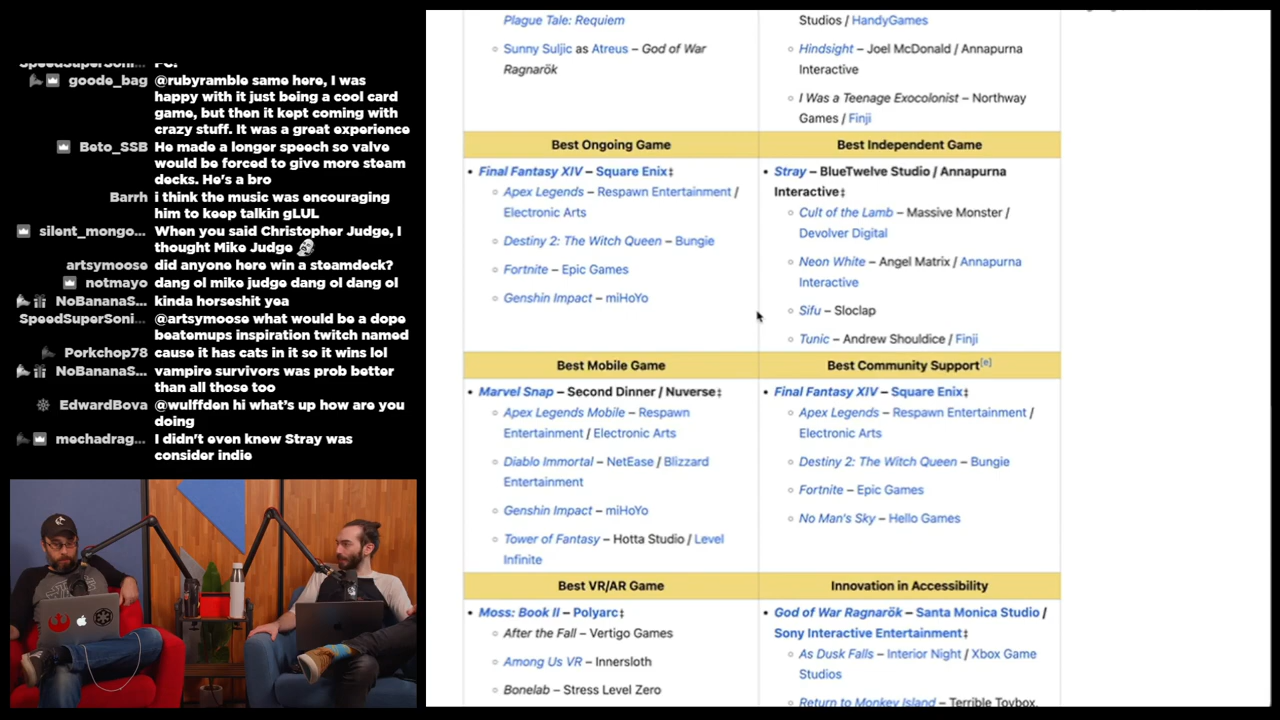 goode_bag @rubyramble same here, I was
happy with it just being a cool card
game, but then it kept coming with
crazy stuff. It was a great experience
Beto_SSB He made a longer speech so valve
would be forced to give more steam
decks. He's a bro
Barrh i think the music was encouraging
him to keep talkin gLUL
silent_mongo... When you said Christopher Judge, I
thought Mike Judge
artsymoose did anyone here win a steamdeck?
notmayo dang ol mike judge dang ol dang ol
NoBananaS... kinda horseshit yea
SpeedSuperSoni... @artsymoose what would be a dope
beatemups inspiration twitch named
Porkchop78 cause it has cats in it so it wins lol
NoBananaS... vampire survivors was prob better
than all those too
EdwardBova @wulffden hi what's up how are you
doing
mechadrag... I didn't even knew Stray was
consider indie
Plague Tale: Requiem
Sunny Suljic as Atreus – God of War
Ragnarök
Studios / HandyGames
Hindsight – Joel McDonald / Annapurna
Interactive
I Was a Teenage Exocolonist – Northway
Games / Finji
Best Ongoing Game
Final Fantasy XIV – Square Enix‡
Apex Legends – Respawn Entertainment /
Electronic Arts
Destiny 2: The Witch Queen – Bungie
Fortnite – Epic Games
Genshin Impact – miHoYo
Best Independent Game
Stray – BlueTwelve Studio / Annapurna
Interactive‡
Cult of the Lamb – Massive Monster /
Devolver Digital
Neon White – Angel Matrix / Annapurna
Interactive
Sifu – Sloclap
Tunic – Andrew Shouldice / Finji
Best Mobile Game
Marvel Snap – Second Dinner / Nuverse‡
Apex Legends Mobile – Respawn
Entertainment / Electronic Arts
Diablo Immortal – NetEase / Blizzard
Entertainment
Genshin Impact – miHoYo
Tower of Fantasy – Hotta Studio / Level
Infinite
Best Community Support[e]
Final Fantasy XIV – Square Enix‡
Apex Legends – Respawn Entertainment /
Electronic Arts
Destiny 2: The Witch Queen – Bungie
Fortnite – Epic Games
No Man's Sky – Hello Games
Best VR/AR Game
Moss: Book II – Polyarc‡
After the Fall – Vertigo Games
Among Us VR – Innersloth
Bonelab – Stress Level Zero
Innovation in Accessibility
God of War Ragnarök – Santa Monica Studio /
Sony Interactive Entertainment‡
As Dusk Falls – Interior Night / Xbox Game
Studios
Return to Monkey Island – Terrible Toybox,